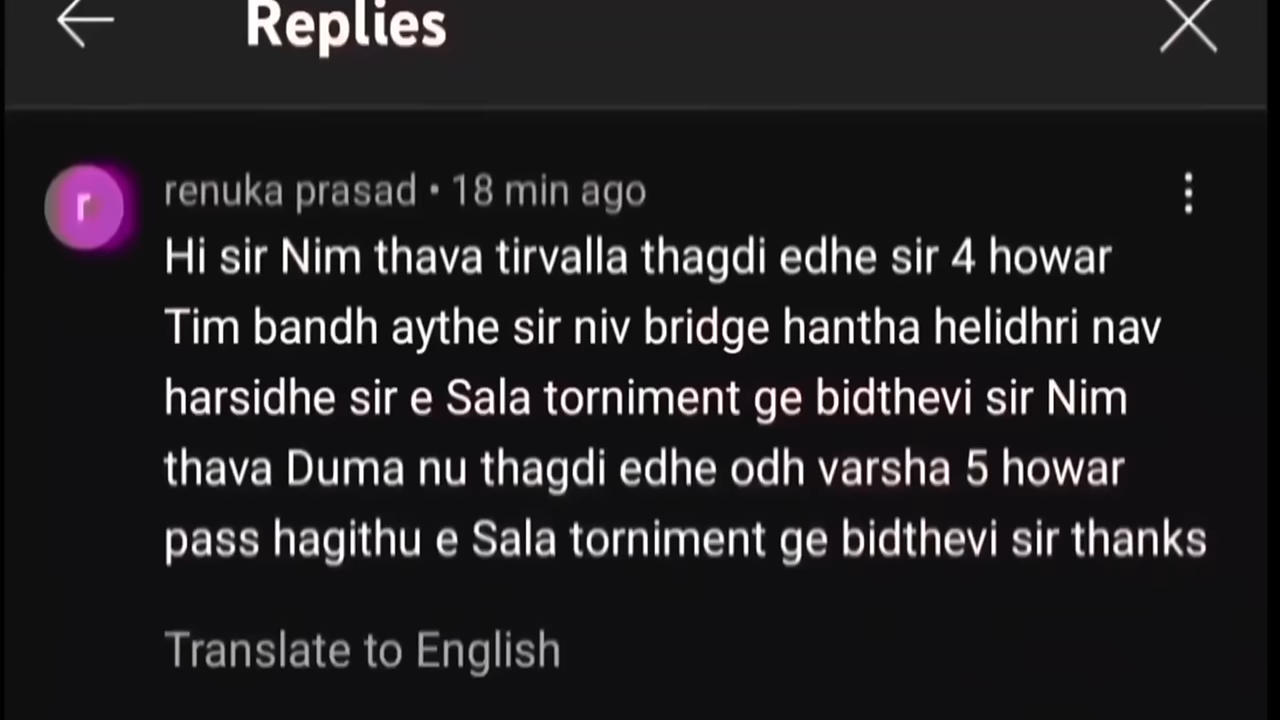 Replies
r
renuka prasad • 18 min ago
Hi sir Nim thava tirvalla thagdi edhe sir 4 howar
Tim bandh aythe sir niv bridge hantha helidhri nav
harsidhe sir e Sala torniment ge bidthevi sir Nim
thava Duma nu thagdi edhe odh varsha 5 howar
pass hagithu e Sala torniment ge bidthevi sir thanks
Translate to English